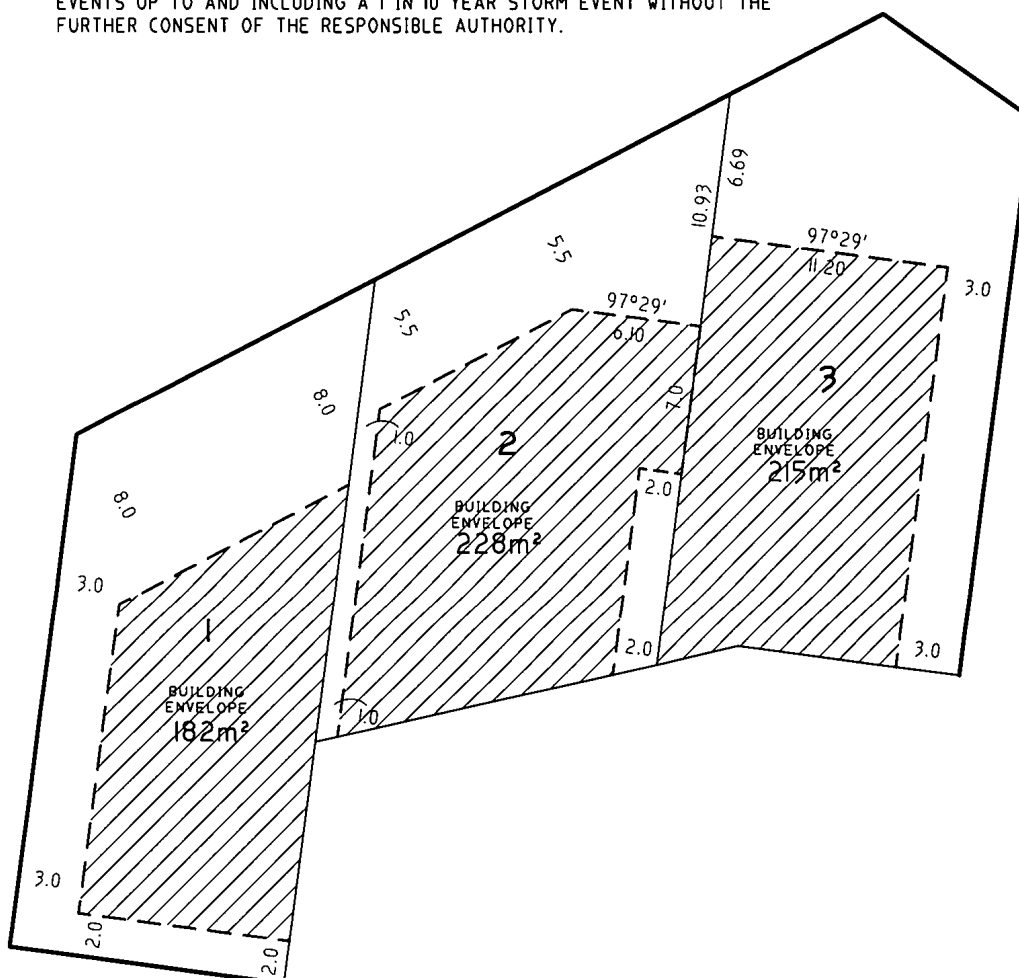 EVENTS UP TO AND INCLUDING A 1 IN 10 YEAR STORM EVENT WITHOUT THE
FURTHER CONSENT OF THE RESPONSIBLE AUTHORITY.
6.69
10.93
97°29'
11.20
3.0
5.5
97°29'
6.10
5.5
3
7.0
8.0
1.0
2
BUILDING
ENVELOPE
215m²
2.0
8.0
BUILDING
ENVELOPE
228m²
3.0
1
2.0
3.0
BUILDING
ENVELOPE
182m²
1.0
3.0
2.0
2.0